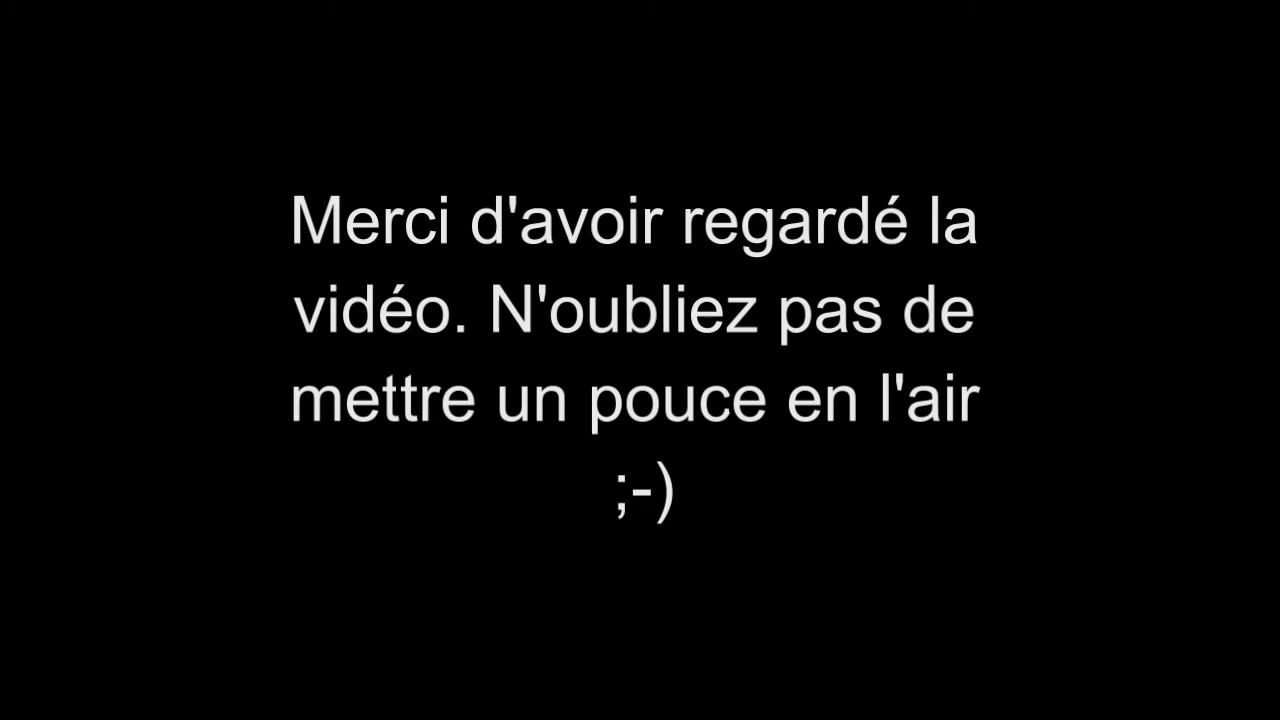 Merci d'avoir regardé la
vidéo. N'oubliez pas de
mettre un pouce en l'air
;-)